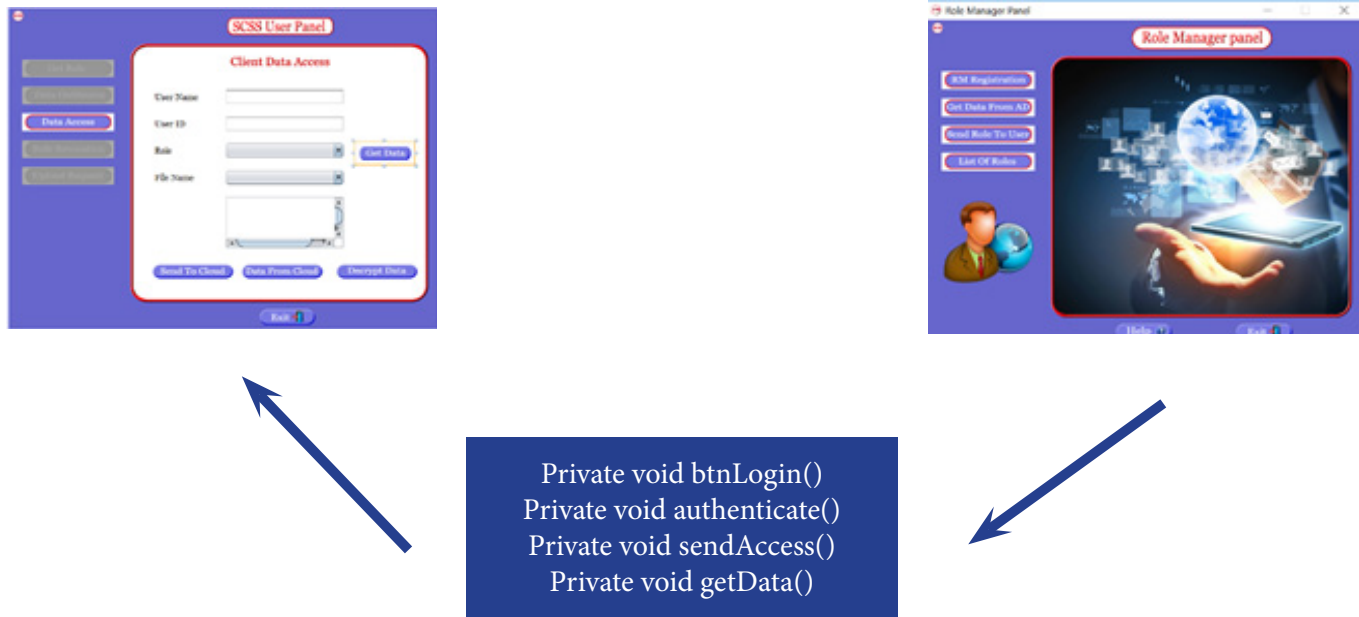 SCSS User Panel
Client Data Access
User Name
User ID
Data Access
Role
Get Data
File Name
Send To Cloud
Data From Cloud
Decrypt Data
Exit
Role Manager Panel
Role Manager panel
RM Registration
Get Data From AD
Send Role To User
List Of Roles
Help
Exit
Private void btnLogin()
Private void authenticate()
Private void sendAccess()
Private void getData()